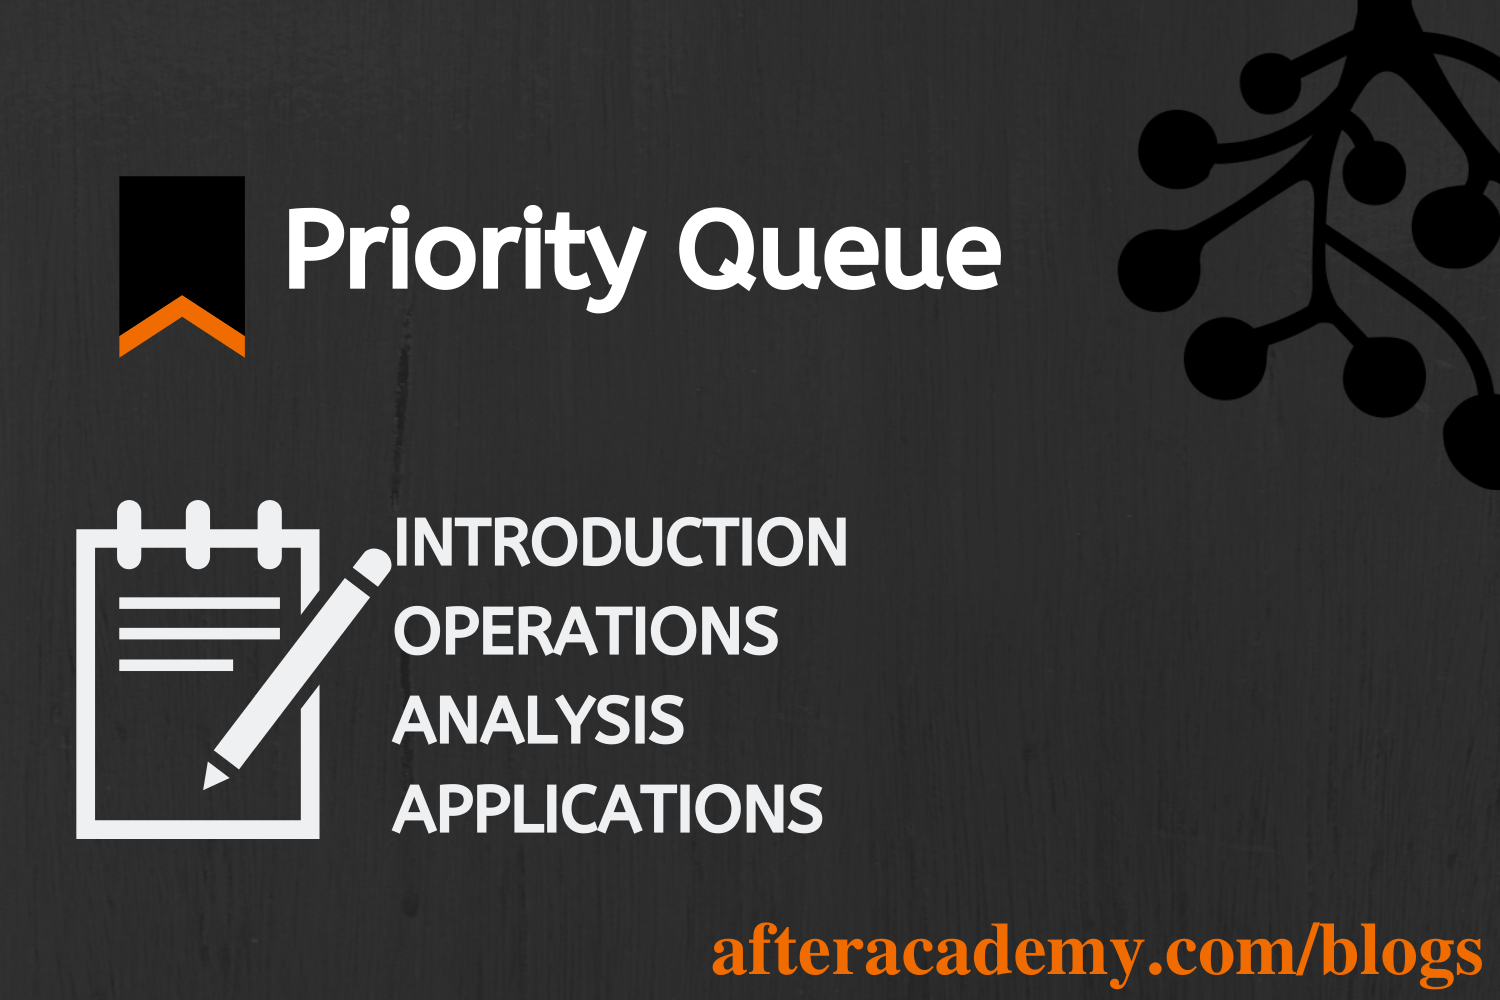 Priority Queue
INTRODUCTION
OPERATIONS
ANALYSIS
APPLICATIONS
afteracademy.com/blogs